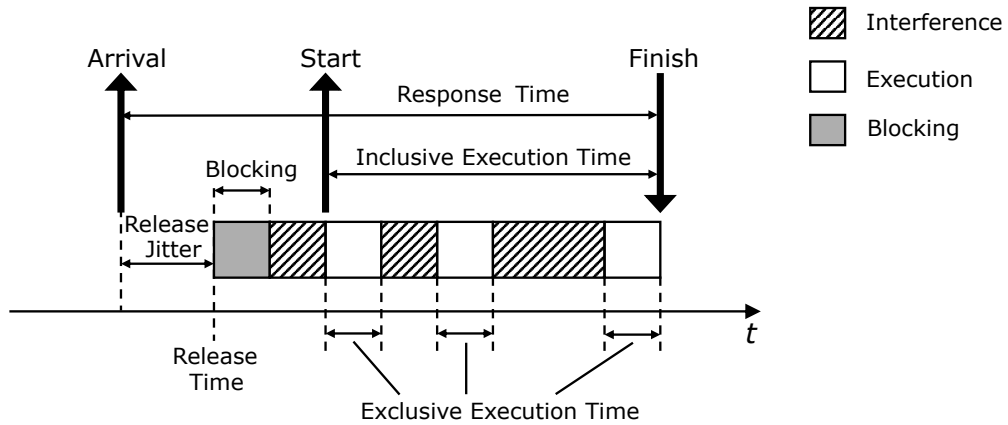 Interference
Arrival
Start
Finish
Execution
Response Time
Blocking
Inclusive Execution Time
Blocking
Release
Jitter
t
Release
Time
Exclusive Execution Time